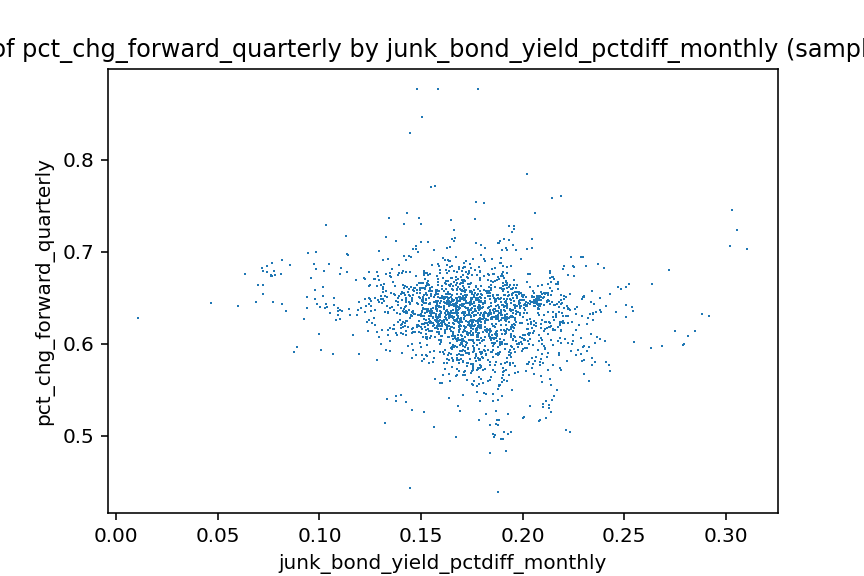 of pct_chg_forward_quarterly by junk_bond_yield_pctdiff_monthly (sampl
pct_chg_forward_quarterly
0.8
0.7
0.6
0.5
0.00 0.05 0.10 0.15 0.20 0.25 0.30
junk_bond_yield_pctdiff_monthly